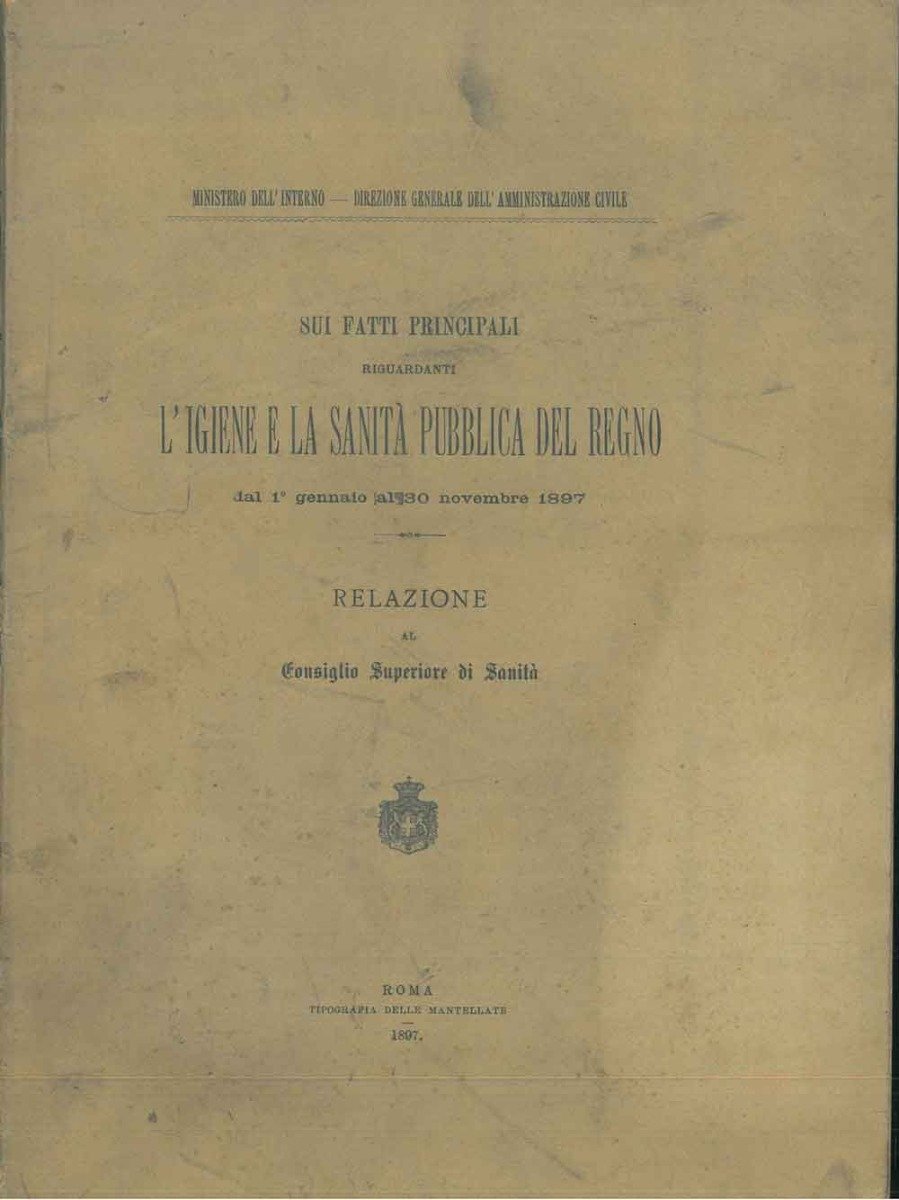 MINISTERO DELL'INTERNO — DIREZIONE GENERALE DELL'AMMINISTRAZIONE CIVILE
SUI FATTI PRINCIPALI
RIGUARDANTI
L'IGIENE E LA SANITÀ PUBBLICA DEL REGNO
dal 1° gennaio al 30 novembre 1897
RELAZIONE
AL
Consiglio Superiore di Sanità
ROMA
TIPOGRAFIA DELLE MANTELLATE
1897.